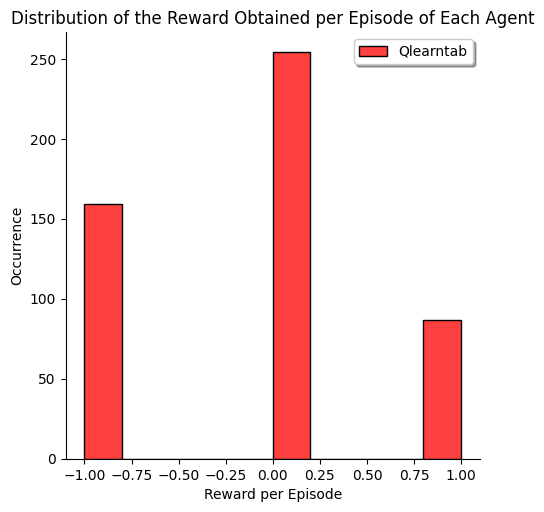 Distribution of the Reward Obtained per Episode of Each Agent
Qlearntab
250
200
150
100
50
0
Occurrence
−1.00 −0.75 −0.50 −0.25 0.00 0.25 0.50 0.75 1.00
Reward per Episode